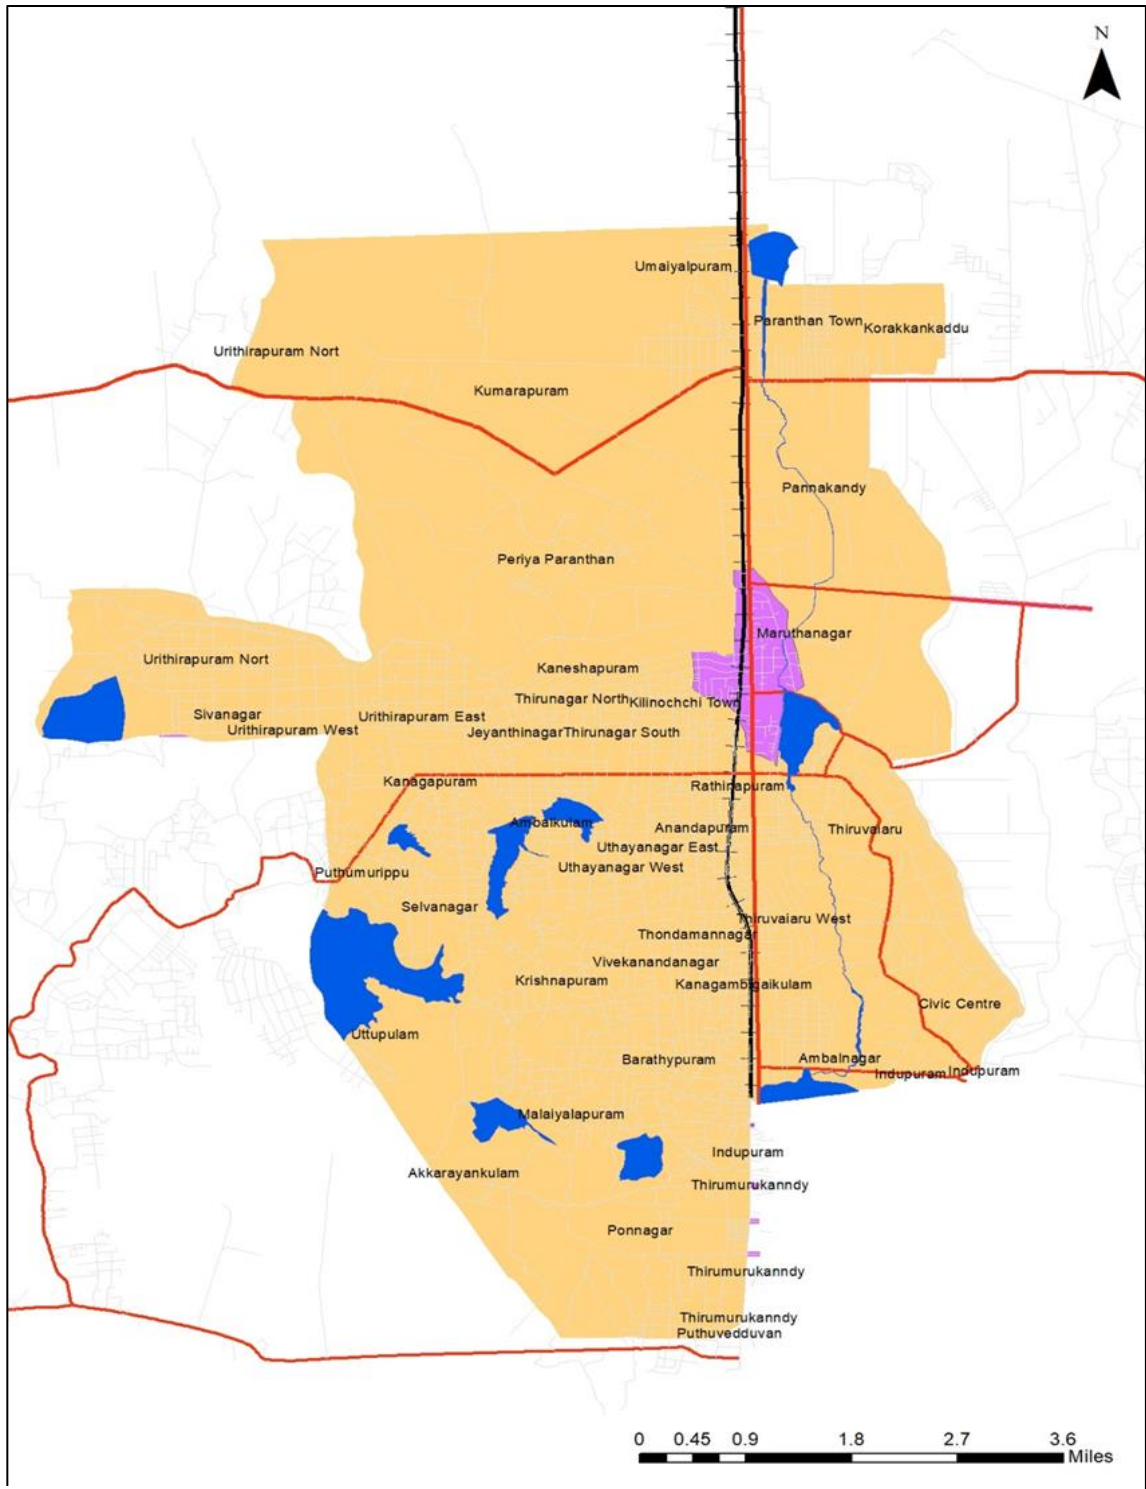 N
Umaiyalpuram
Paranthan Town
Korakkankaddu
Urithirapuram Nort
Kumarapuram
Pannakandy
Periya Paranthan
Maruthanagar
Urithirapuram Nort
Kaneshapuram
Thirunagar North
Kilinochchi Town
Sivanagar
Urithirapuram East
Urithirapuram West
Jeyanthinagar
Thirunagar South
Kanagapuram
Rathinapuram
Ambalkulam
Anandapuram
Thiruvaiaru
Uthayanagar East
Uthayanagar West
Puthumurippu
Selvanagar
Thiruvaiaru West
Thondamannagar
Vivekanandanagar
Krishnapuram
Kanagambigaikulam
Civic Centre
Uttupulam
Barathypuram
Ambalnagar
Indupuram
Indupuram
Malaiyalapuram
Indupuram
Akkarayankulam
Thirumurukanndy
Ponnagar
Thirumurukanndy
Thirumurukanndy
Puthuvedduvan
0 0.45 0.9 1.8 2.7 3.6
Miles